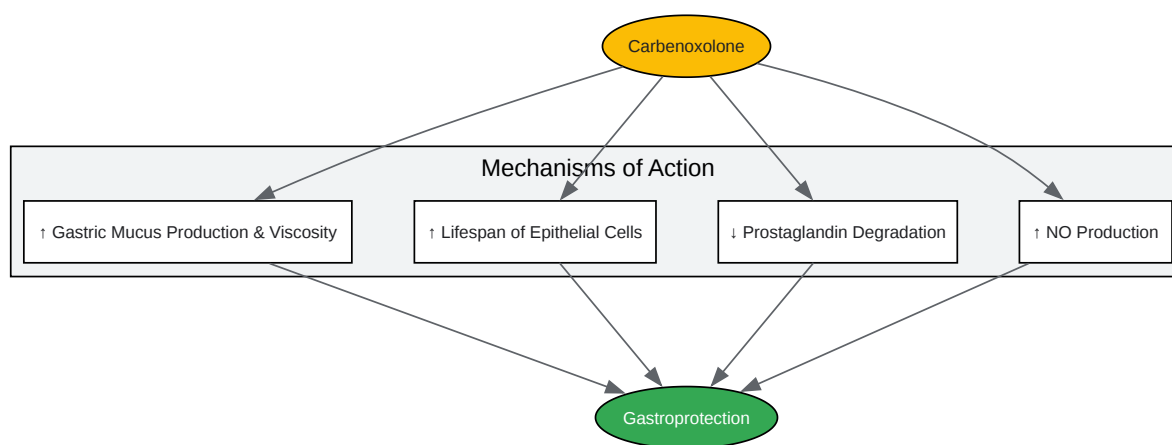 Carbenoxolone
Mechanisms of Action
↑ Gastric Mucus Production & Viscosity
↑ Lifespan of Epithelial Cells
↓ Prostaglandin Degradation
↑ NO Production
Gastroprotection